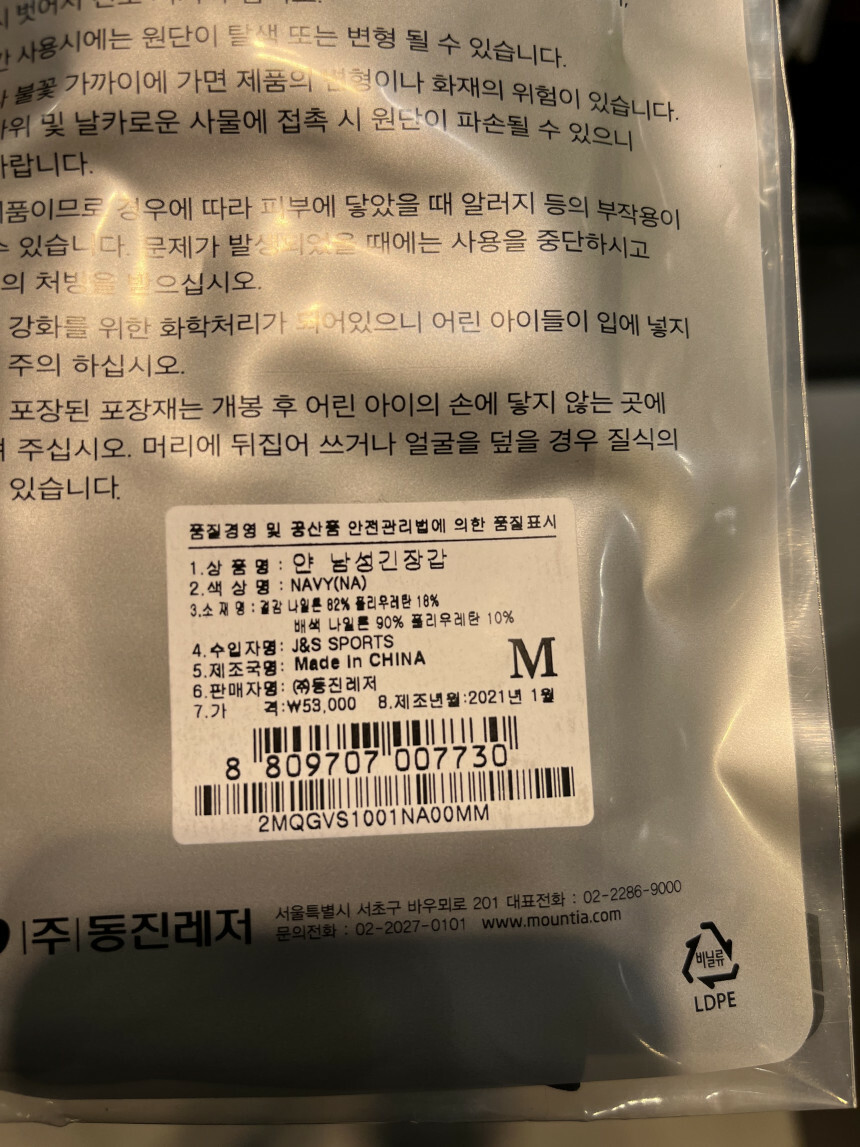 사용시에는 원단이 탈색 또는 변형 될 수 있습니다.
불꽃 가까이에 가면 제품의 변형이나 화재의 위험이 있습니다.
및 날카로운 사물에 접촉 시 원단이 파손될 수 있으니
바랍니다.
제품이므로 경우에 따라 피부에 닿았을 때 알러지 등의 부작용이
수 있습니다. 문제가 발생되었을 때에는 사용을 중단하시고
의 처방을 받으십시오.
강화를 위한 화학처리가 되어있으니 어린 아이들이 입에 넣지
주의 하십시오.
포장된 포장재는 개봉 후 어린 아이의 손에 닿지 않는 곳에
주십시오. 머리에 뒤집어 쓰거나 얼굴을 덮을 경우 질식의
있습니다.
품질경영 및 공산품 안전관리법에 의한 품질표시
1.상 품 명 : 얀 남성긴장갑
2.색 상 명 : NAVY(NA)
3.소 재 명 : 겉감 나일론 82% 폴리우레탄 18%
배색 나일론 90% 폴리우레탄 10%
4.수입자명: J&S SPORTS
5.제조국명: Made In CHINA
M
6.판매자명: ㈜동진레저
7.가 격:₩53,000 8.제조년월:2021년 1월
8 809707 007730
2MQGVS1001NA00MM
|주|동진레저
서울특별시 서초구 바우뫼로 201 대표전화 : 02-2286-9000
문의전화 : 02-2027-0101 www.mountia.com
비닐류
LDPE